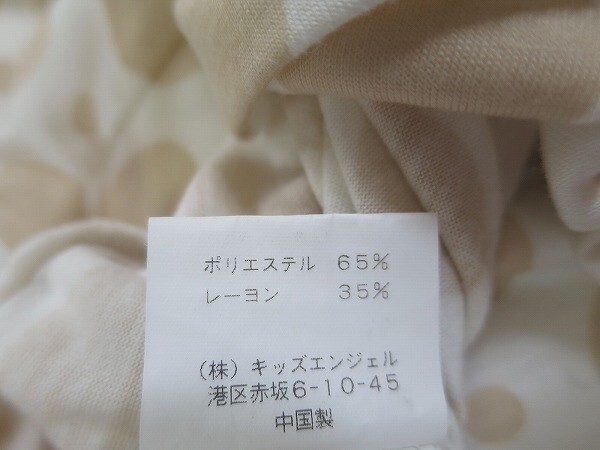 ポリエステル 65%
レーヨン 35%
(株)キッズエンジェル
港区赤坂6-10-45
中国製